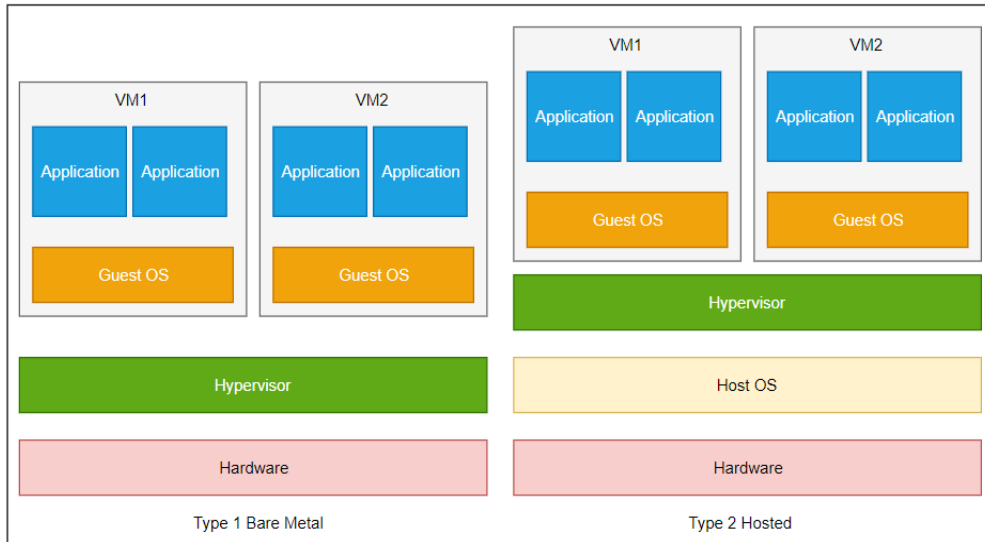 VM1
VM2
Application
Application
Application
Application
Guest OS
Guest OS
Hypervisor
Hardware
Type 1 Bare Metal
VM1
VM2
Application
Application
Application
Application
Guest OS
Guest OS
Hypervisor
Host OS
Hardware
Type 2 Hosted